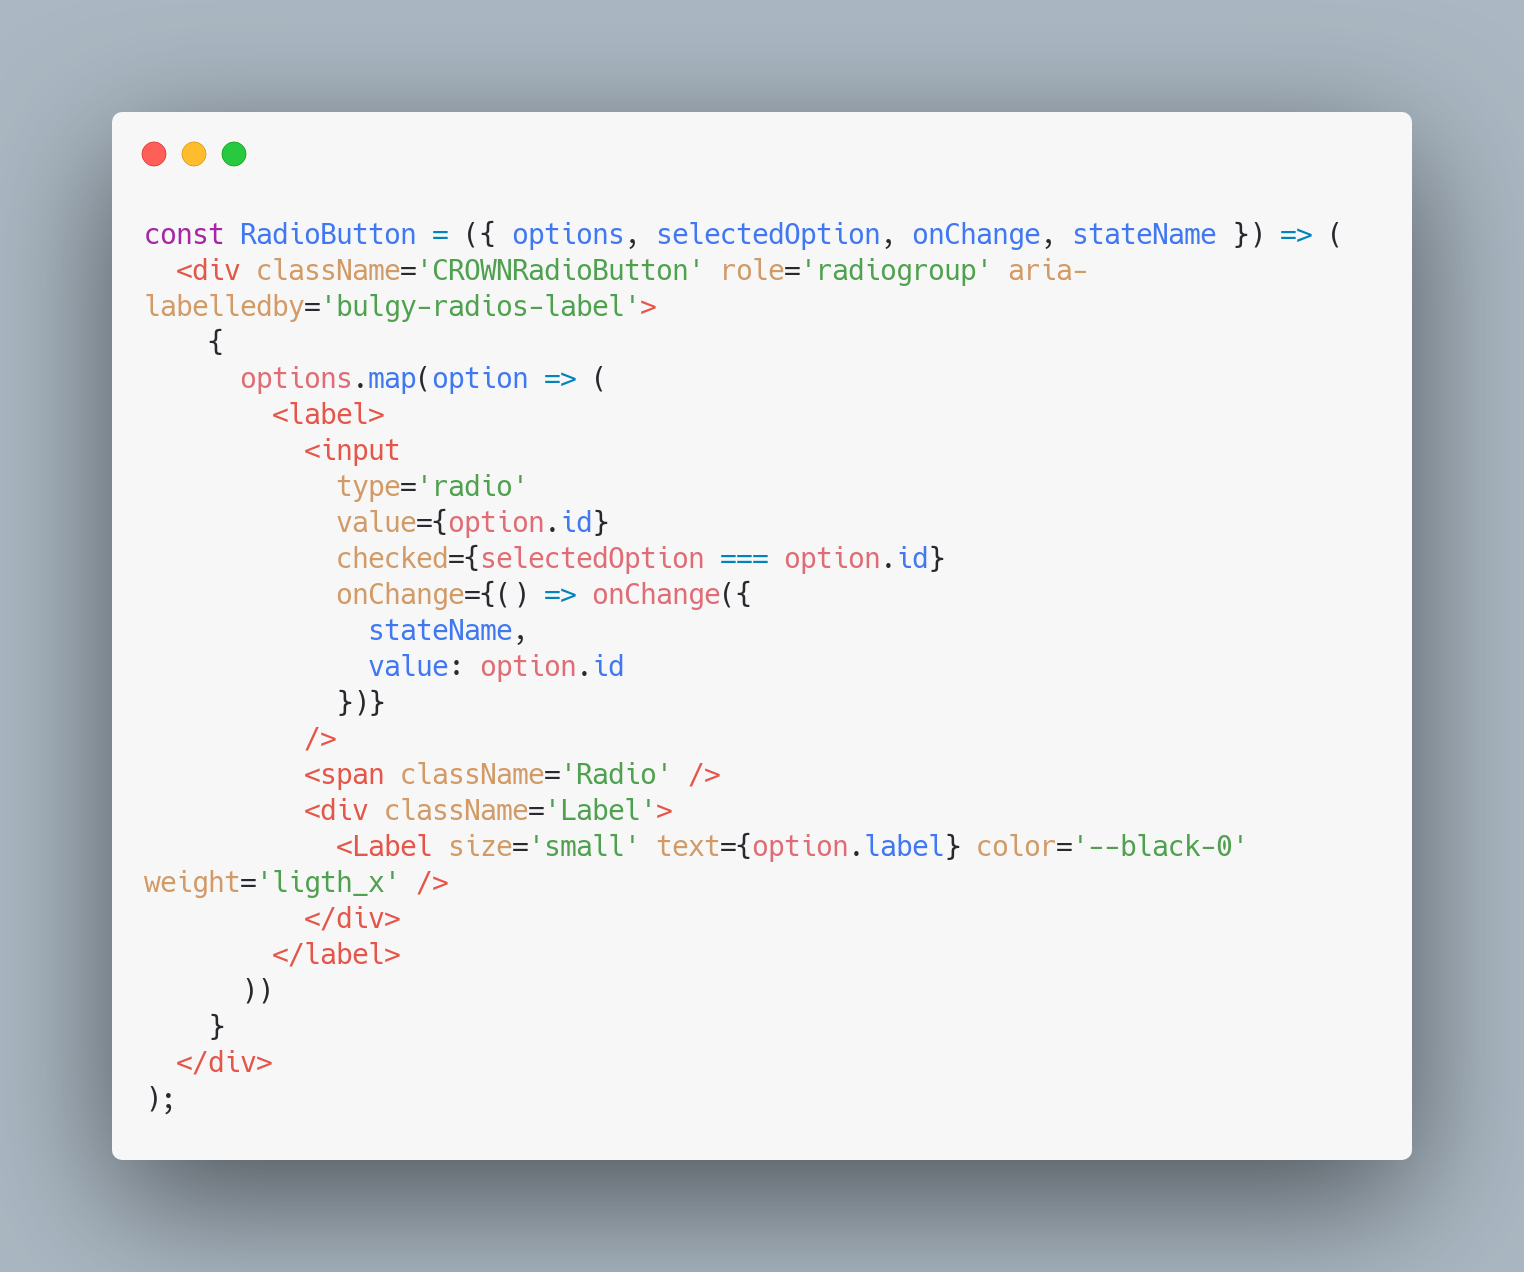 const RadioButton = ({ options, selectedOption, onChange, stateName }) => (
  <div className='CROWNRadioButton' role='radiogroup' aria-
labelledby='bulgy-radios-label'>
    {
      options.map(option => (
        <label>
          <input
            type='radio'
            value={option.id}
            checked={selectedOption === option.id}
            onChange={() => onChange({
              stateName,
              value: option.id
            })}
          />
          <span className='Radio' />
          <div className='Label'>
            <Label size='small' text={option.label} color='--black-0'
weight='ligth_x' />
          </div>
        </label>
      ))
    }
  </div>
);